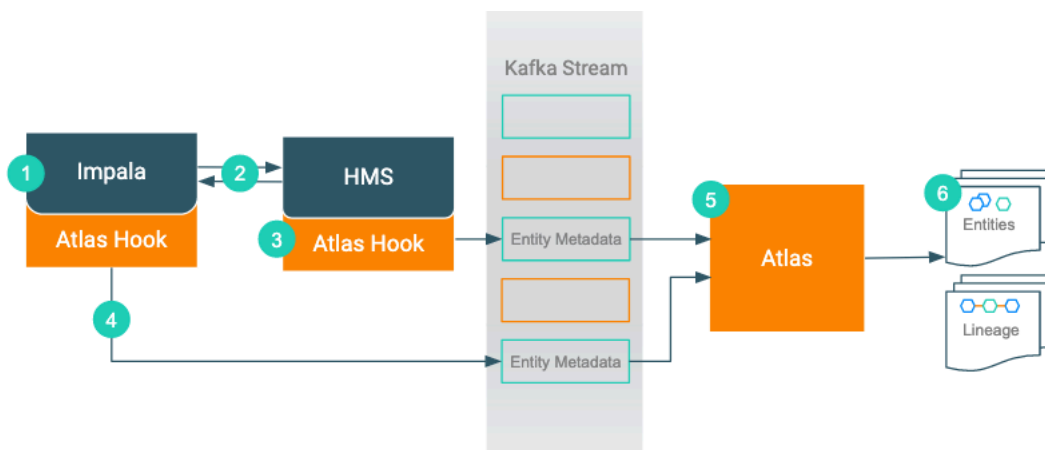 Kafka Stream
1
Impala
2
HMS
Atlas Hook
3
Atlas Hook
Entity Metadata
5
Atlas
6
Entities
Lineage
4
Entity Metadata